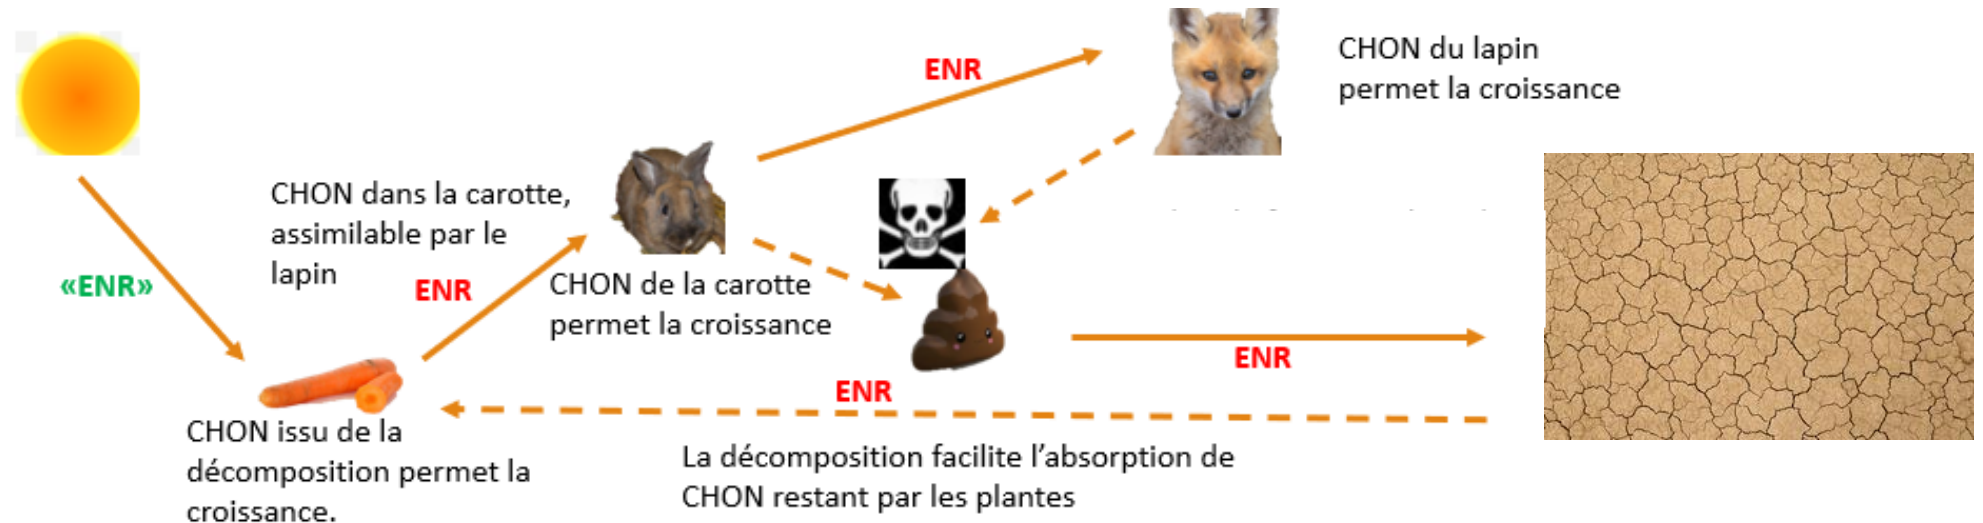 ENR
CHON du lapin
permet la croissance
CHON dans la carotte,
assimilable par le
lapin
«ENR»
ENR
CHON de la carotte
permet la croissance
ENR
ENR
CHON issu de la
décomposition permet la
croissance.
La décomposition facilite l’absorption de
CHON restant par les plantes